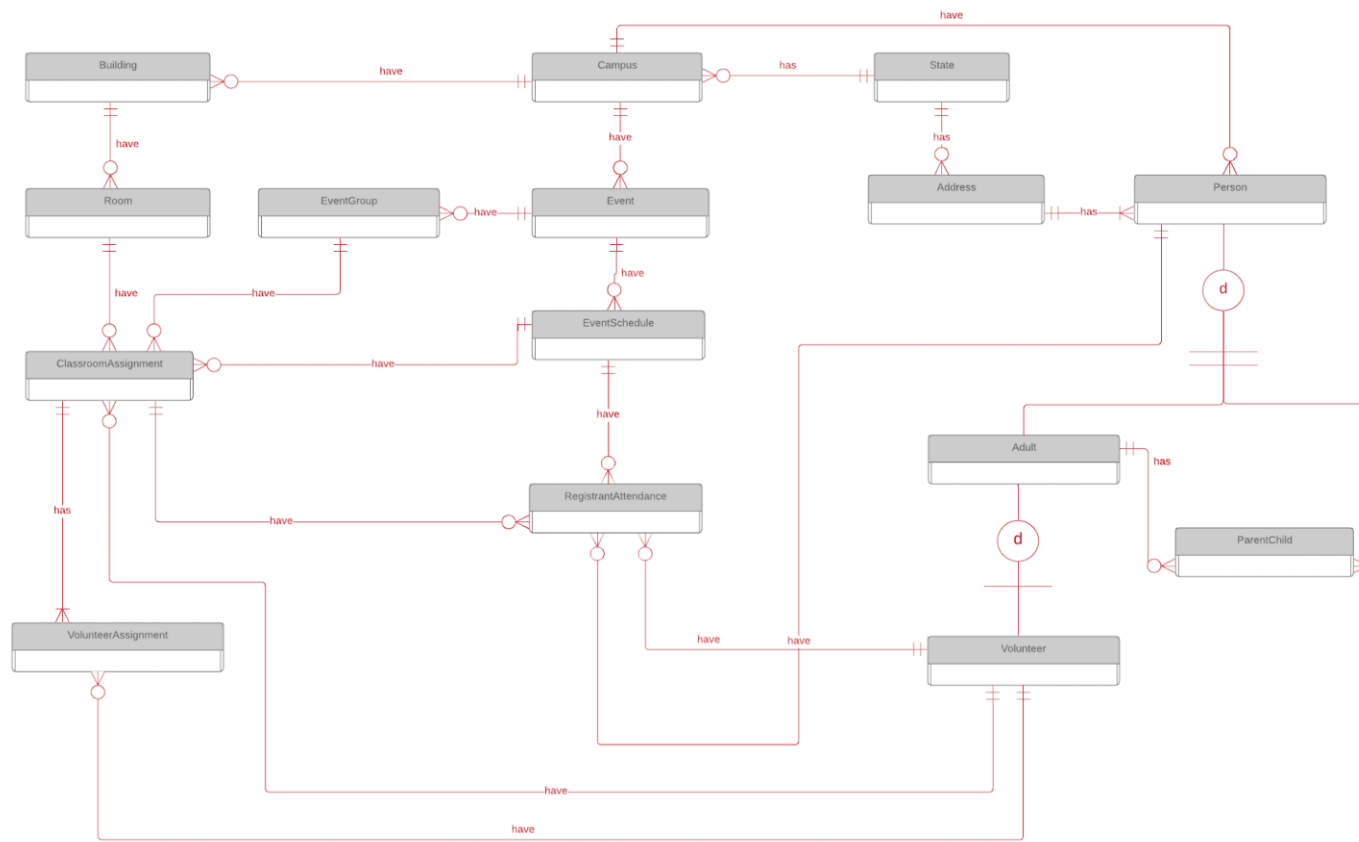 have
Building
have
Campus
has
State
have
have
has
Room
EventGroup
have
Event
Address
has
Person
have
have
have
d
EventSchedule
ClassroomAssignment
have
have
Adult
has
has
RegistrantAttendance
have
d
ParentChild
VolunteerAssignment
have
have
Volunteer
have
have